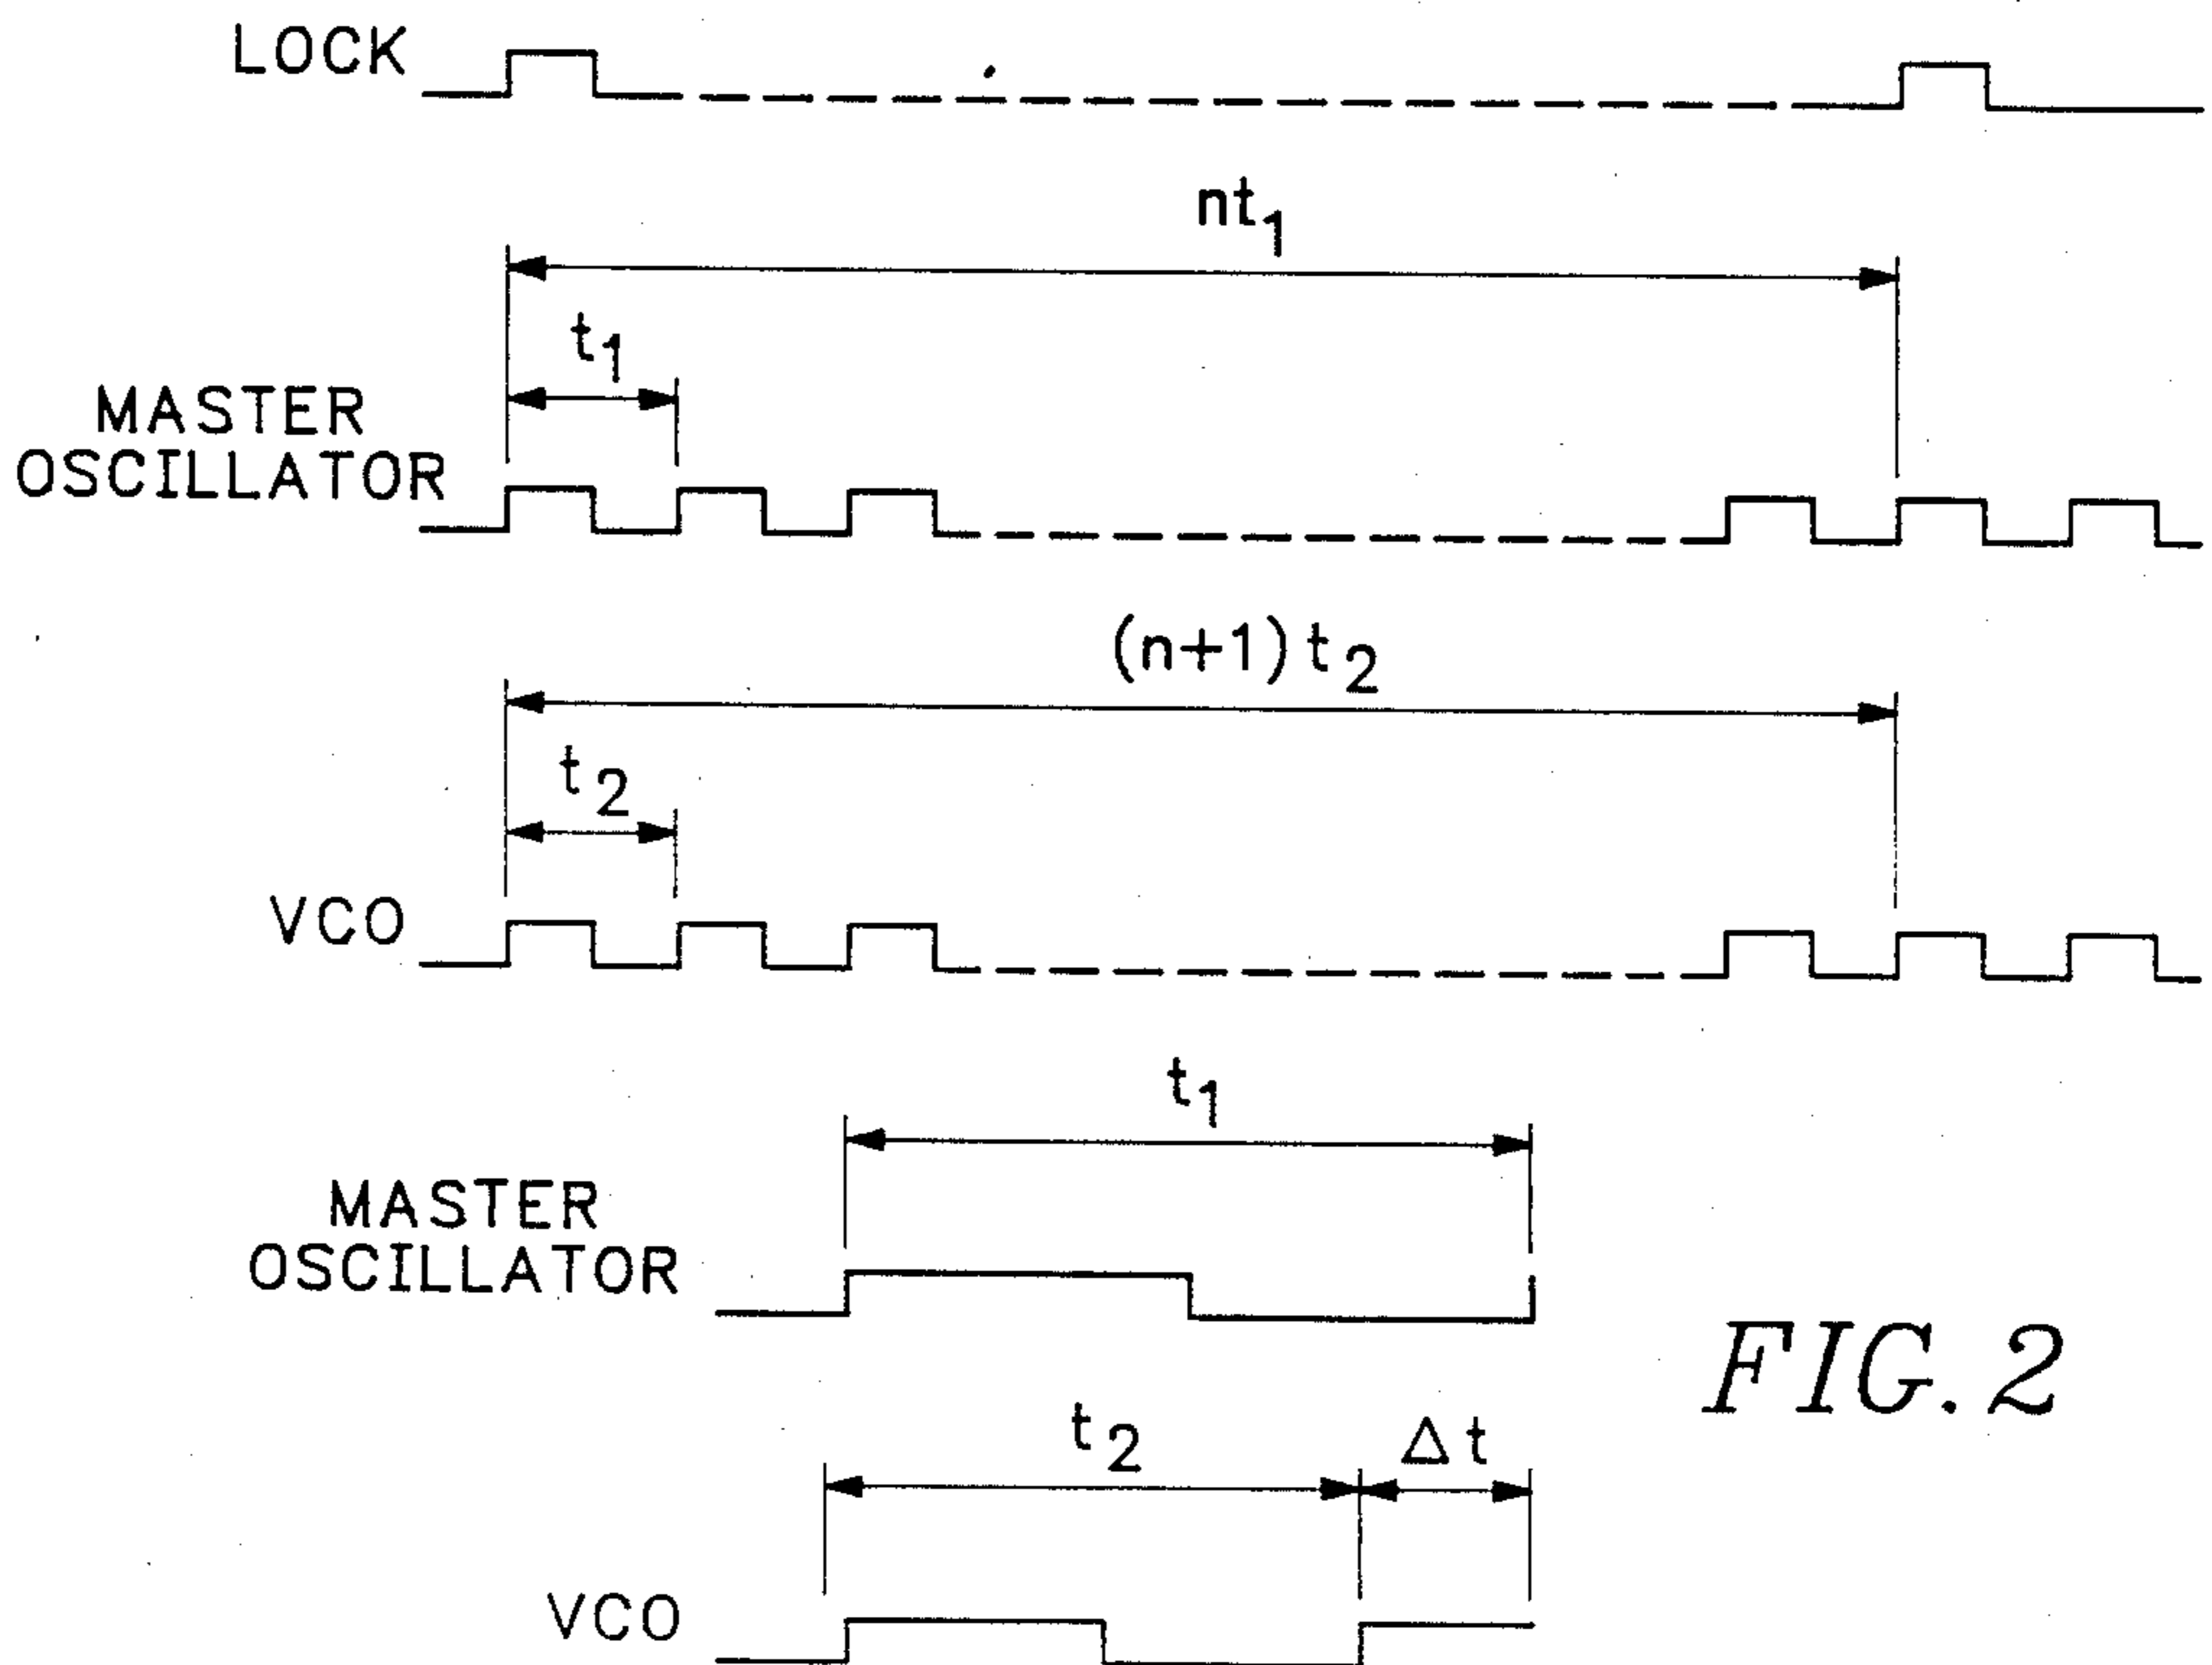 LOCK
nt₁
t₁
MASTER
OSCILLATOR
(n+1) t₂
t₂
VCO
t₁
MASTER
OSCILLATOR
t₂ Δt
VCO
FIG. 2